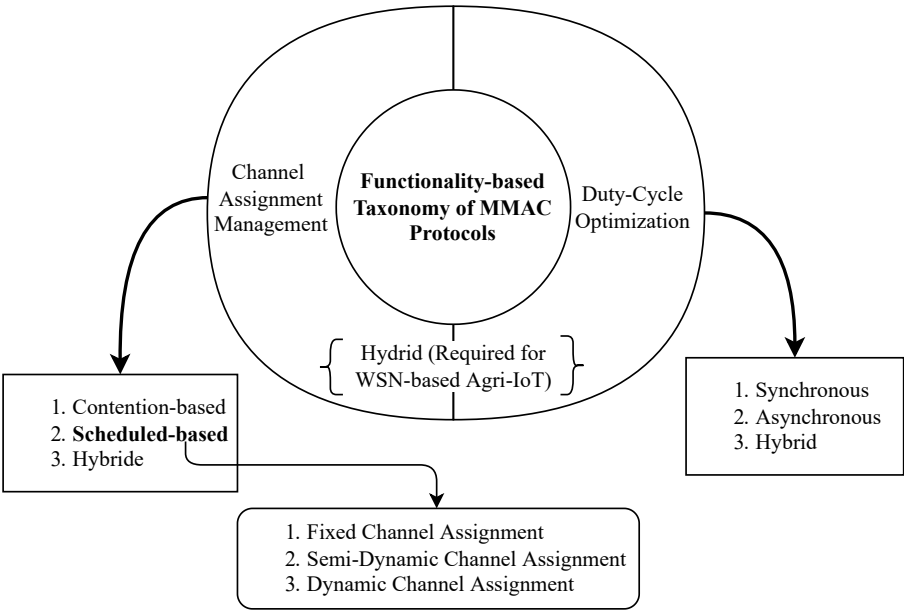 Channel
Assignment
Management
Functionality-based
Taxonomy of MMAC
Protocols
Duty-Cycle
Optimization
Hydrid (Required for
WSN-based Agri-IoT)
1. Contention-based
2. Scheduled-based
3. Hybride
1. Synchronous
2. Asynchronous
3. Hybrid
1. Fixed Channel Assignment
2. Semi-Dynamic Channel Assignment
3. Dynamic Channel Assignment